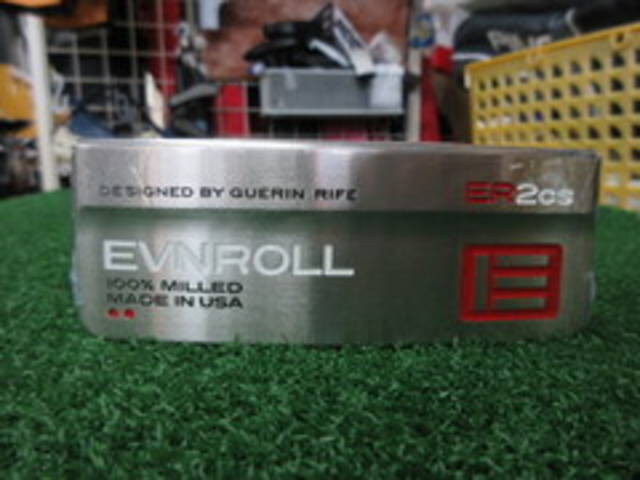 DESIGNED BY GUERIN RIFE
ER2cs
EVNROLL
100% MILLED
MADE IN USA